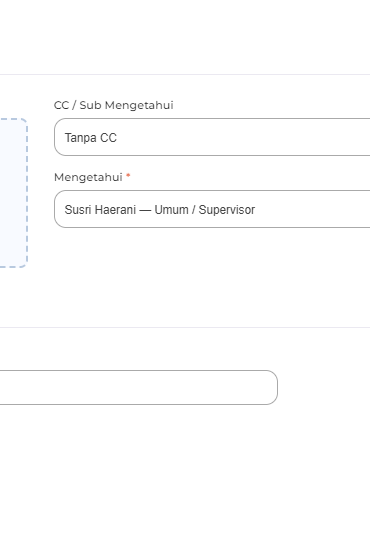 CC / Sub Mengetahui
Tanpa CC
Mengetahui *
Susri Haerani — Umum / Supervisor